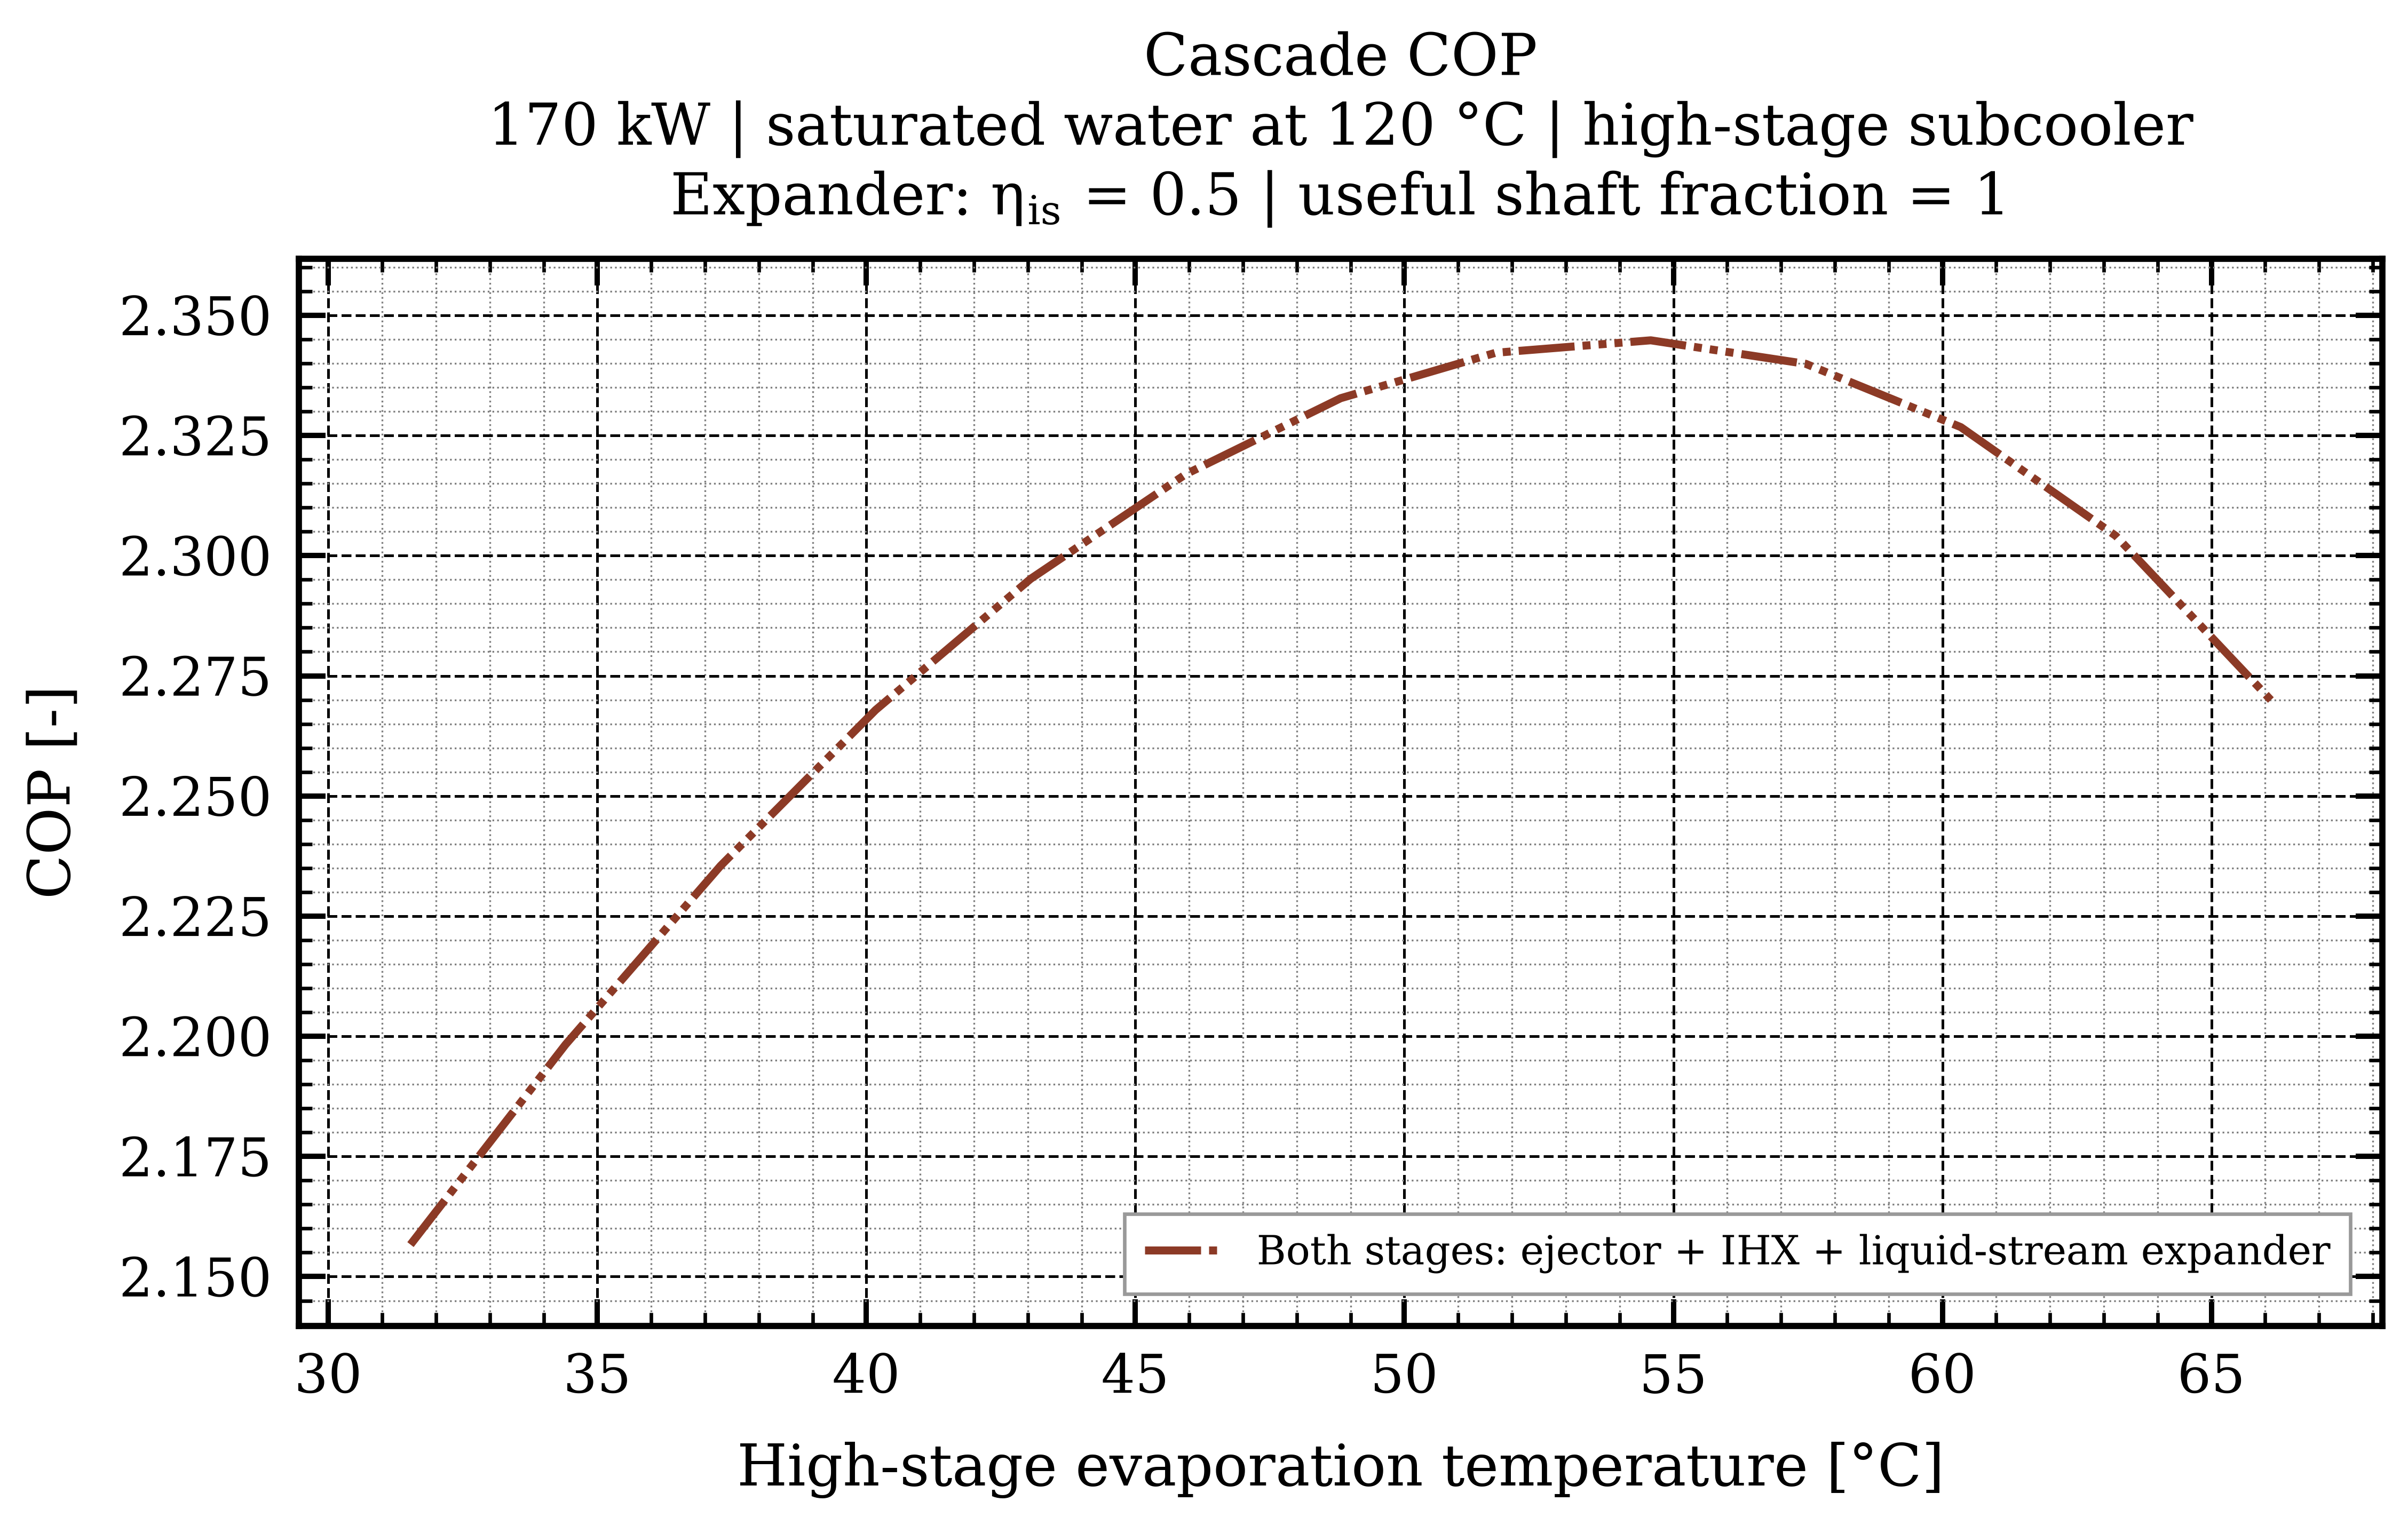 Cascade COP
170 kW | saturated water at 120 °C | high-stage subcooler
Expander: ηis = 0.5 | useful shaft fraction = 1
COP [-]
2.350
2.325
2.300
2.275
2.250
2.225
2.200
2.175
2.150
Both stages: ejector + IHX + liquid-stream expander
30 35 40 45 50 55 60 65
High-stage evaporation temperature [°C]